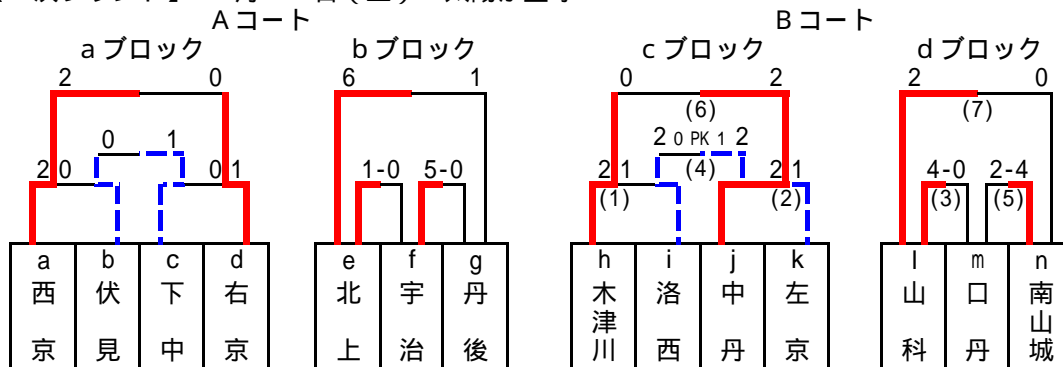 Aコート Bコート
aブロック bブロック cブロック dブロック
2 0 6 1 0 2 2 0
(6) (7)
0 1 2 0 PK 1 2
(4)
2 0 0 1 1-0 5-0 2 1 2 1 4-0 2-4
(1) (2) (3) (5)
a b c d e f g h i j k l m n
西京 伏見 下中 右京 北上 宇治 丹後 木津川 洛西 中丹 左京 山科 口丹 南山城